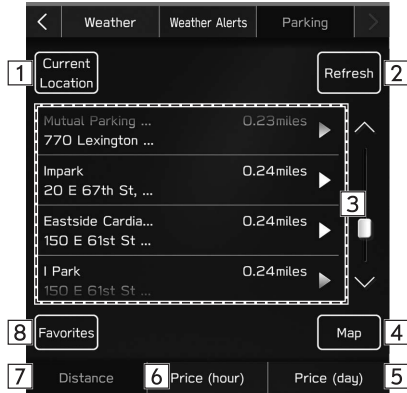 Weather Weather Alerts Parking
1 Current Location
Refresh 2
Mutual Parking ... 0.23miles
770 Lexington ...
Impark 0.24miles
20 E 67th St, ...
3
Eastside Cardia... 0.24miles
150 E 61st St ...
I Park 0.24miles
150 E 61st St ...
8 Favorites Map 4
7 Distance 6 Price (hour) Price (day) 5